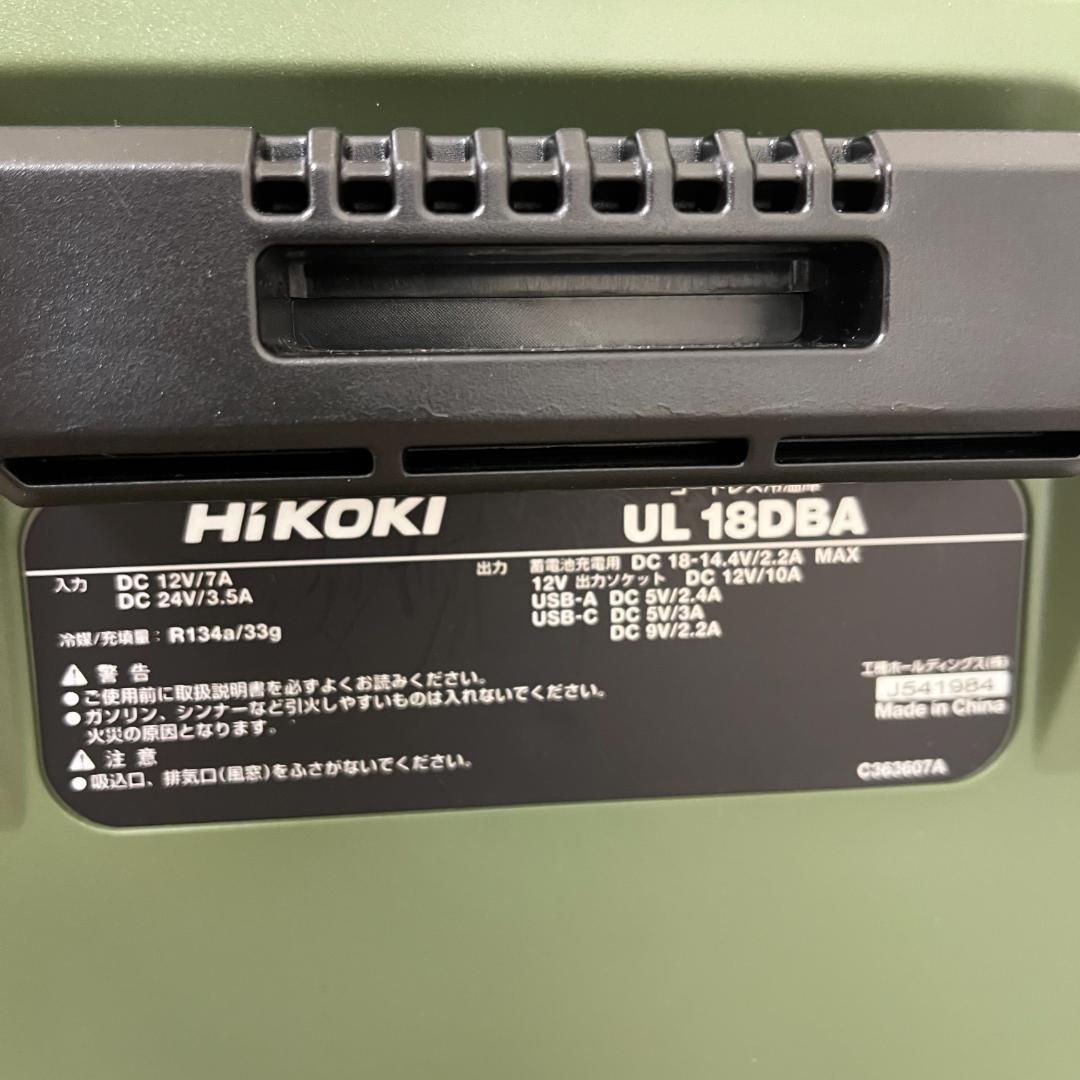 HiKOKI
コードレス冷温庫
UL 18DBA
入力 DC 12V/7A
DC 24V/3.5A
冷媒/充填量：R134a/33g
出力 蓄電池充電用 DC 18-14.4V/2.2A MAX
12V 出力ソケット DC 12V/10A
USB-A DC 5V/2.4A
USB-C DC 5V/3A
DC 9V/2.2A
警告
●ご使用前に取扱説明書を必ずよくお読みください。
●ガソリン、シンナーなど引火しやすいものは入れないでください。
火災の原因となります。
注意
●吸込口、排気口(風窓)をふさがないでください。
工機ホールディングス(株)
J541984
Made in China
C363607A